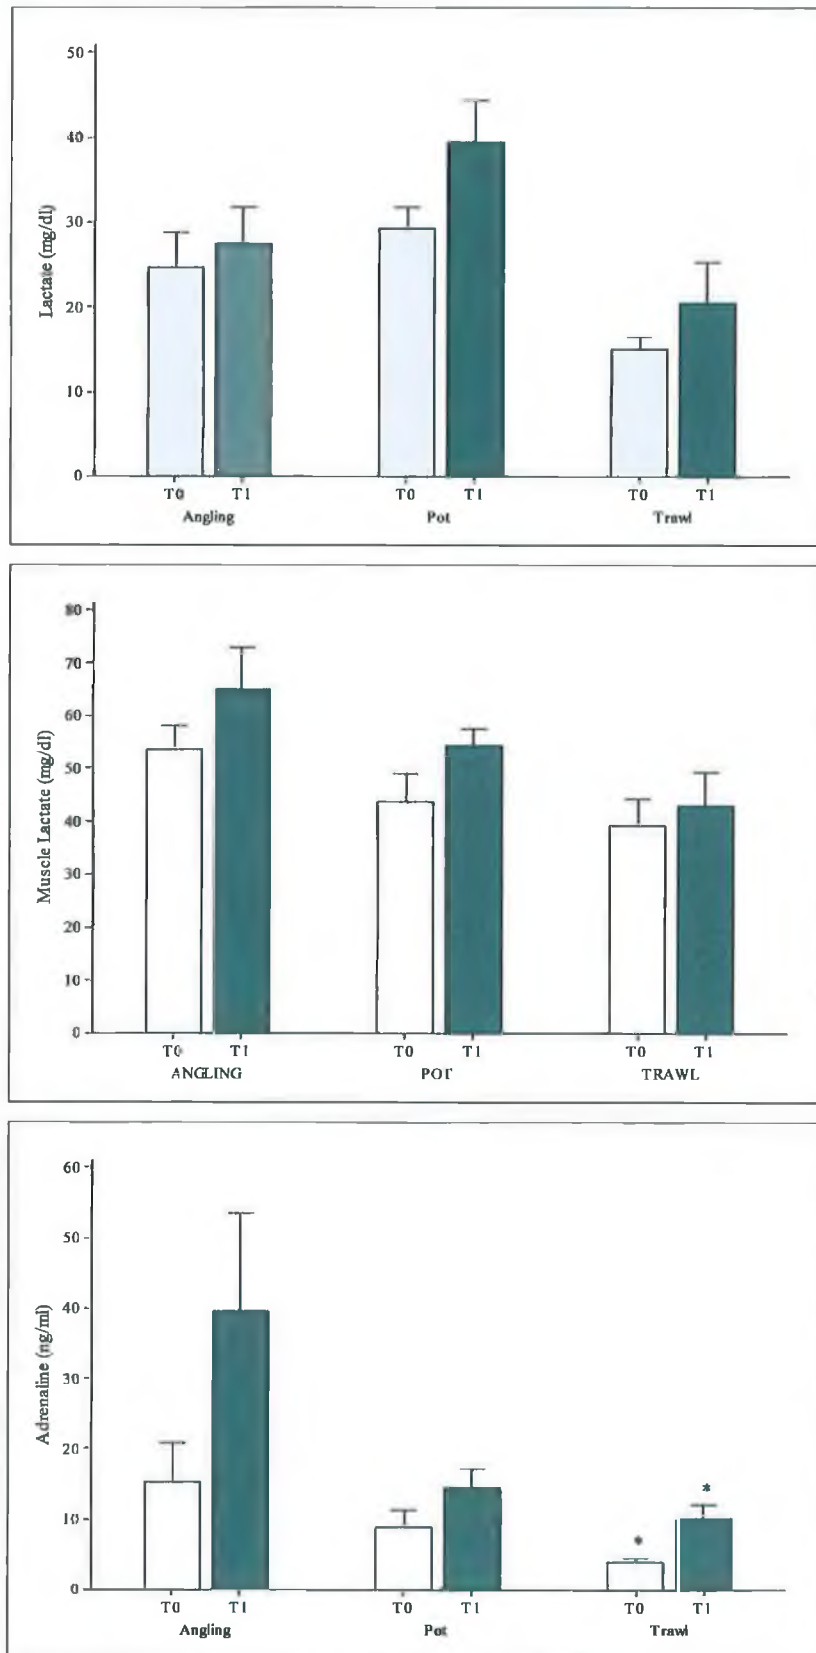 50
40
30
20
10
0
Lactate (mg/dl)
T0 T1 T0 T1 T0 T1
Angling Pot Trawl
80
70
60
50
40
30
20
10
0
Muscle Lactate (mg/dl)
T0 T1 T0 T1 T0 T1
ANGLING POT TRAWL
60
50
40
30
20
10
0
Adrenaline (ng/ml)
* *
T0 T1 T0 T1 T0 T1
Angling Pot Trawl